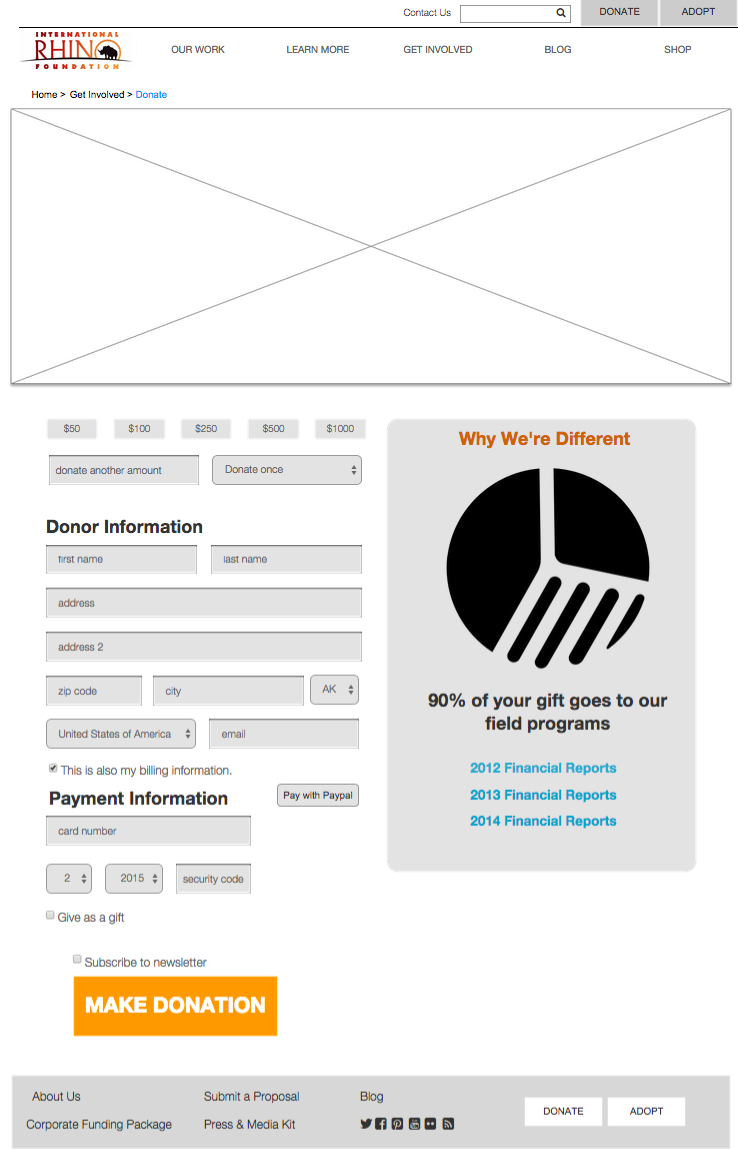 Contact Us
DONATE
ADOPT
INTERNATIONAL
RHINO
FOUNDATION
OUR WORK
LEARN MORE
GET INVOLVED
BLOG
SHOP
Home > Get Involved > Donate
$50
$100
$250
$500
$1000
donate another amount
Donate once
Donor Information
first name
last name
address
address 2
zip code
city
AK
United States of America
email
This is also my billing information.
Payment Information
Pay with Paypal
card number
2
2015
security code
Give as a gift
Subscribe to newsletter
MAKE DONATION
Why We're Different
90% of your gift goes to our
field programs
2012 Financial Reports
2013 Financial Reports
2014 Financial Reports
About Us
Submit a Proposal
Blog
Corporate Funding Package
Press & Media Kit
DONATE
ADOPT